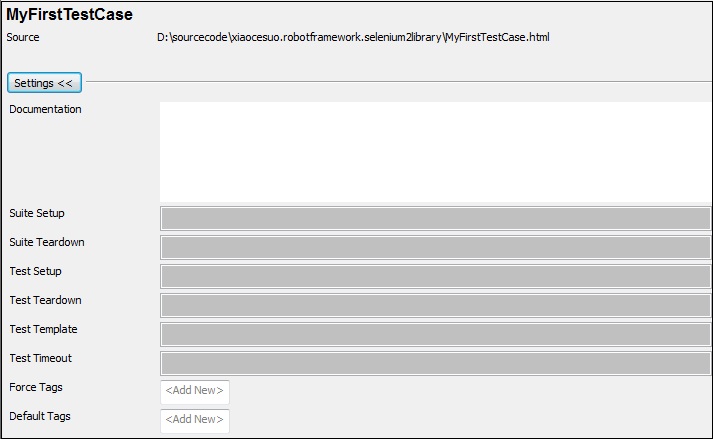 MyFirstTestCase
Source D:\sourcecode\xiaocesuo.robotframework.selenium2library\MyFirstTestCase.html
Settings <<
Documentation
Suite Setup
Suite Teardown
Test Setup
Test Teardown
Test Template
Test Timeout
Force Tags <Add New>
Default Tags <Add New>